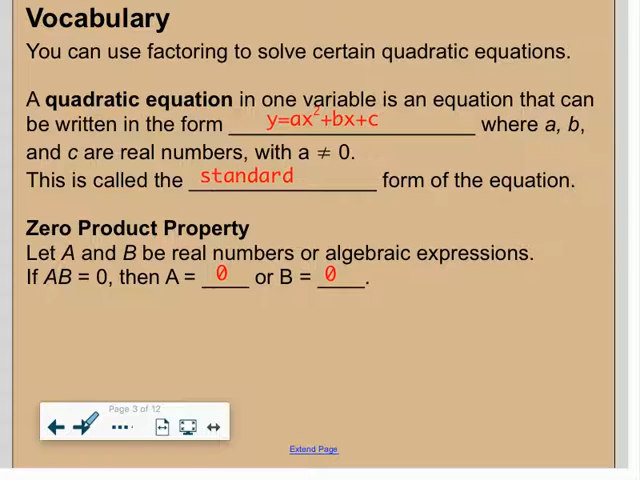 Vocabulary
You can use factoring to solve certain quadratic equations.
A quadratic equation in one variable is an equation that can
be written in the form y=ax²+bx+c where a, b,
and c are real numbers, with a ≠ 0.
This is called the standard form of the equation.
Zero Product Property
Let A and B be real numbers or algebraic expressions.
If AB = 0, then A = 0 or B = 0.
Page 3 of 12
Extend Page